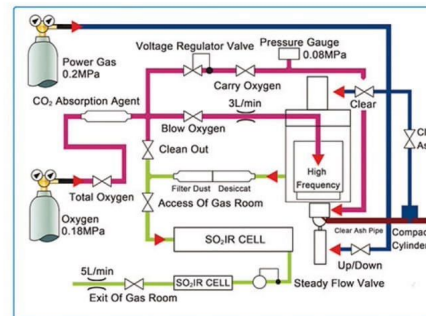 Power Gas
0.2MPa
Voltage Regulator Valve
Pressure Gauge
0.08MPa
CO₂ Absorption Agent
Carry Oxygen
3L/min
Clear
Blow Oxygen
Clean Out
Total Oxygen
Oxygen
0.18MPa
Filter Dust
Desiccat
High
Frequency
Access Of Gas Room
Clear Ash Pipe
Compac
Cylinder
SO₂IR CELL
Up/Down
5L/min
SO₂IR CELL
Steady Flow Valve
Exit Of Gas Room